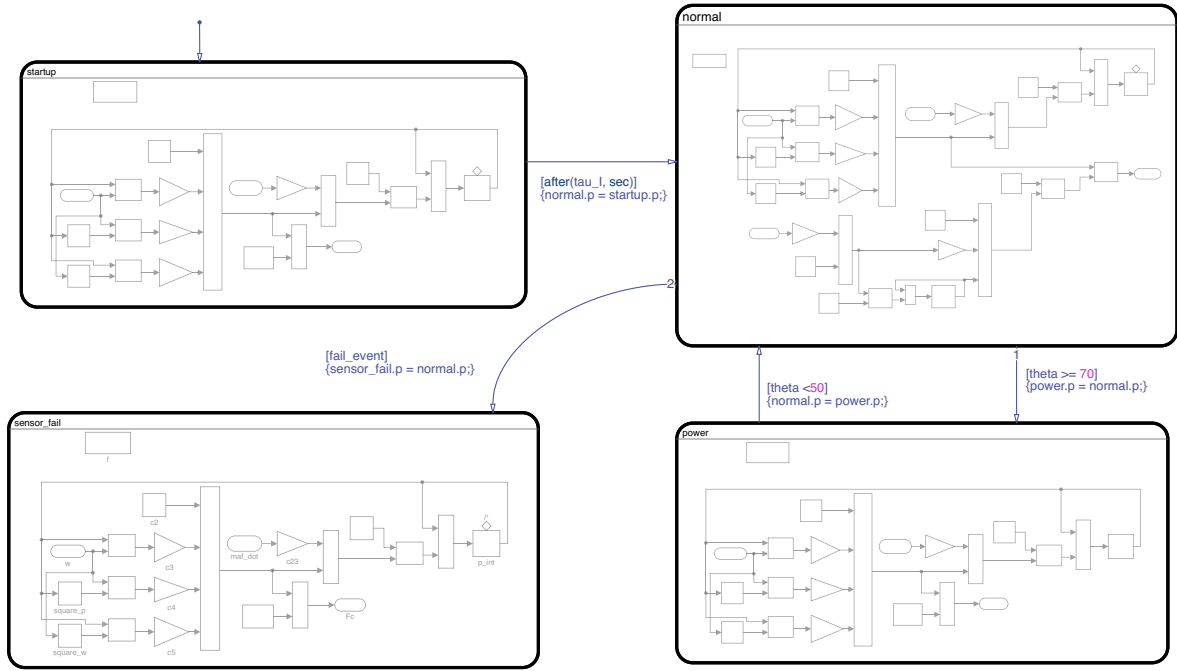 normal
startup
[after(tau_I, sec)]
{normal.p = startup.p;}
2
[fail_event]
{sensor_fail.p = normal.p;}
1
[theta <50]
{normal.p = power.p;}
[theta >= 70]
{power.p = normal.p;}
sensor_fail
f
power
c2
P
w
c3
maf_dot
c23
p_int
square_p
c4
Fc
square_w
c5